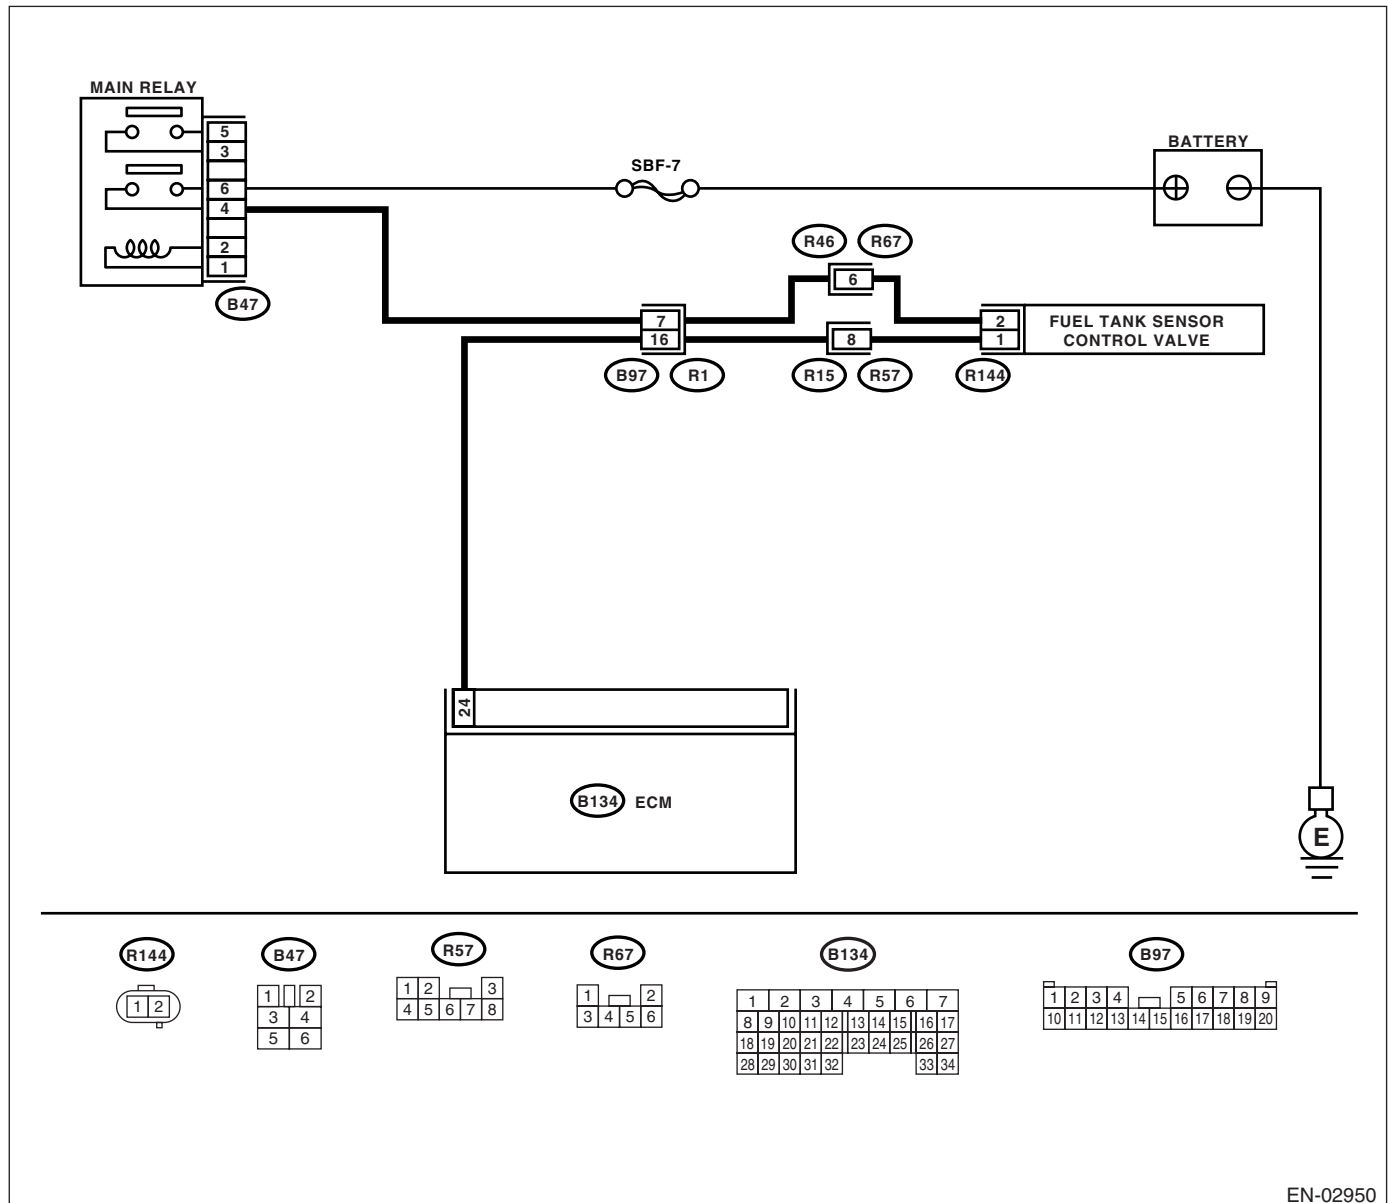 MAIN RELAY
5
3
6
4
2
1
B47
SBF-7
BATTERY
R46 R67
6
7
16
8
2
1
FUEL TANK SENSOR
CONTROL VALVE
B97 R1
R15 R57
R144
24
B134 ECM
E
R144
1 2
B47
1 2
3 4
5 6
R57
1 2 3
4 5 6 7 8
R67
1 2
3 4 5 6
B134
1 2 3 4 5 6 7
8 9 10 11 12 13 14 15 16 17
18 19 20 21 22 23 24 25 26 27
28 29 30 31 32 33 34
B97
1 2 3 4 5 6 7 8 9
10 11 12 13 14 15 16 17 18 19 20
EN-02950